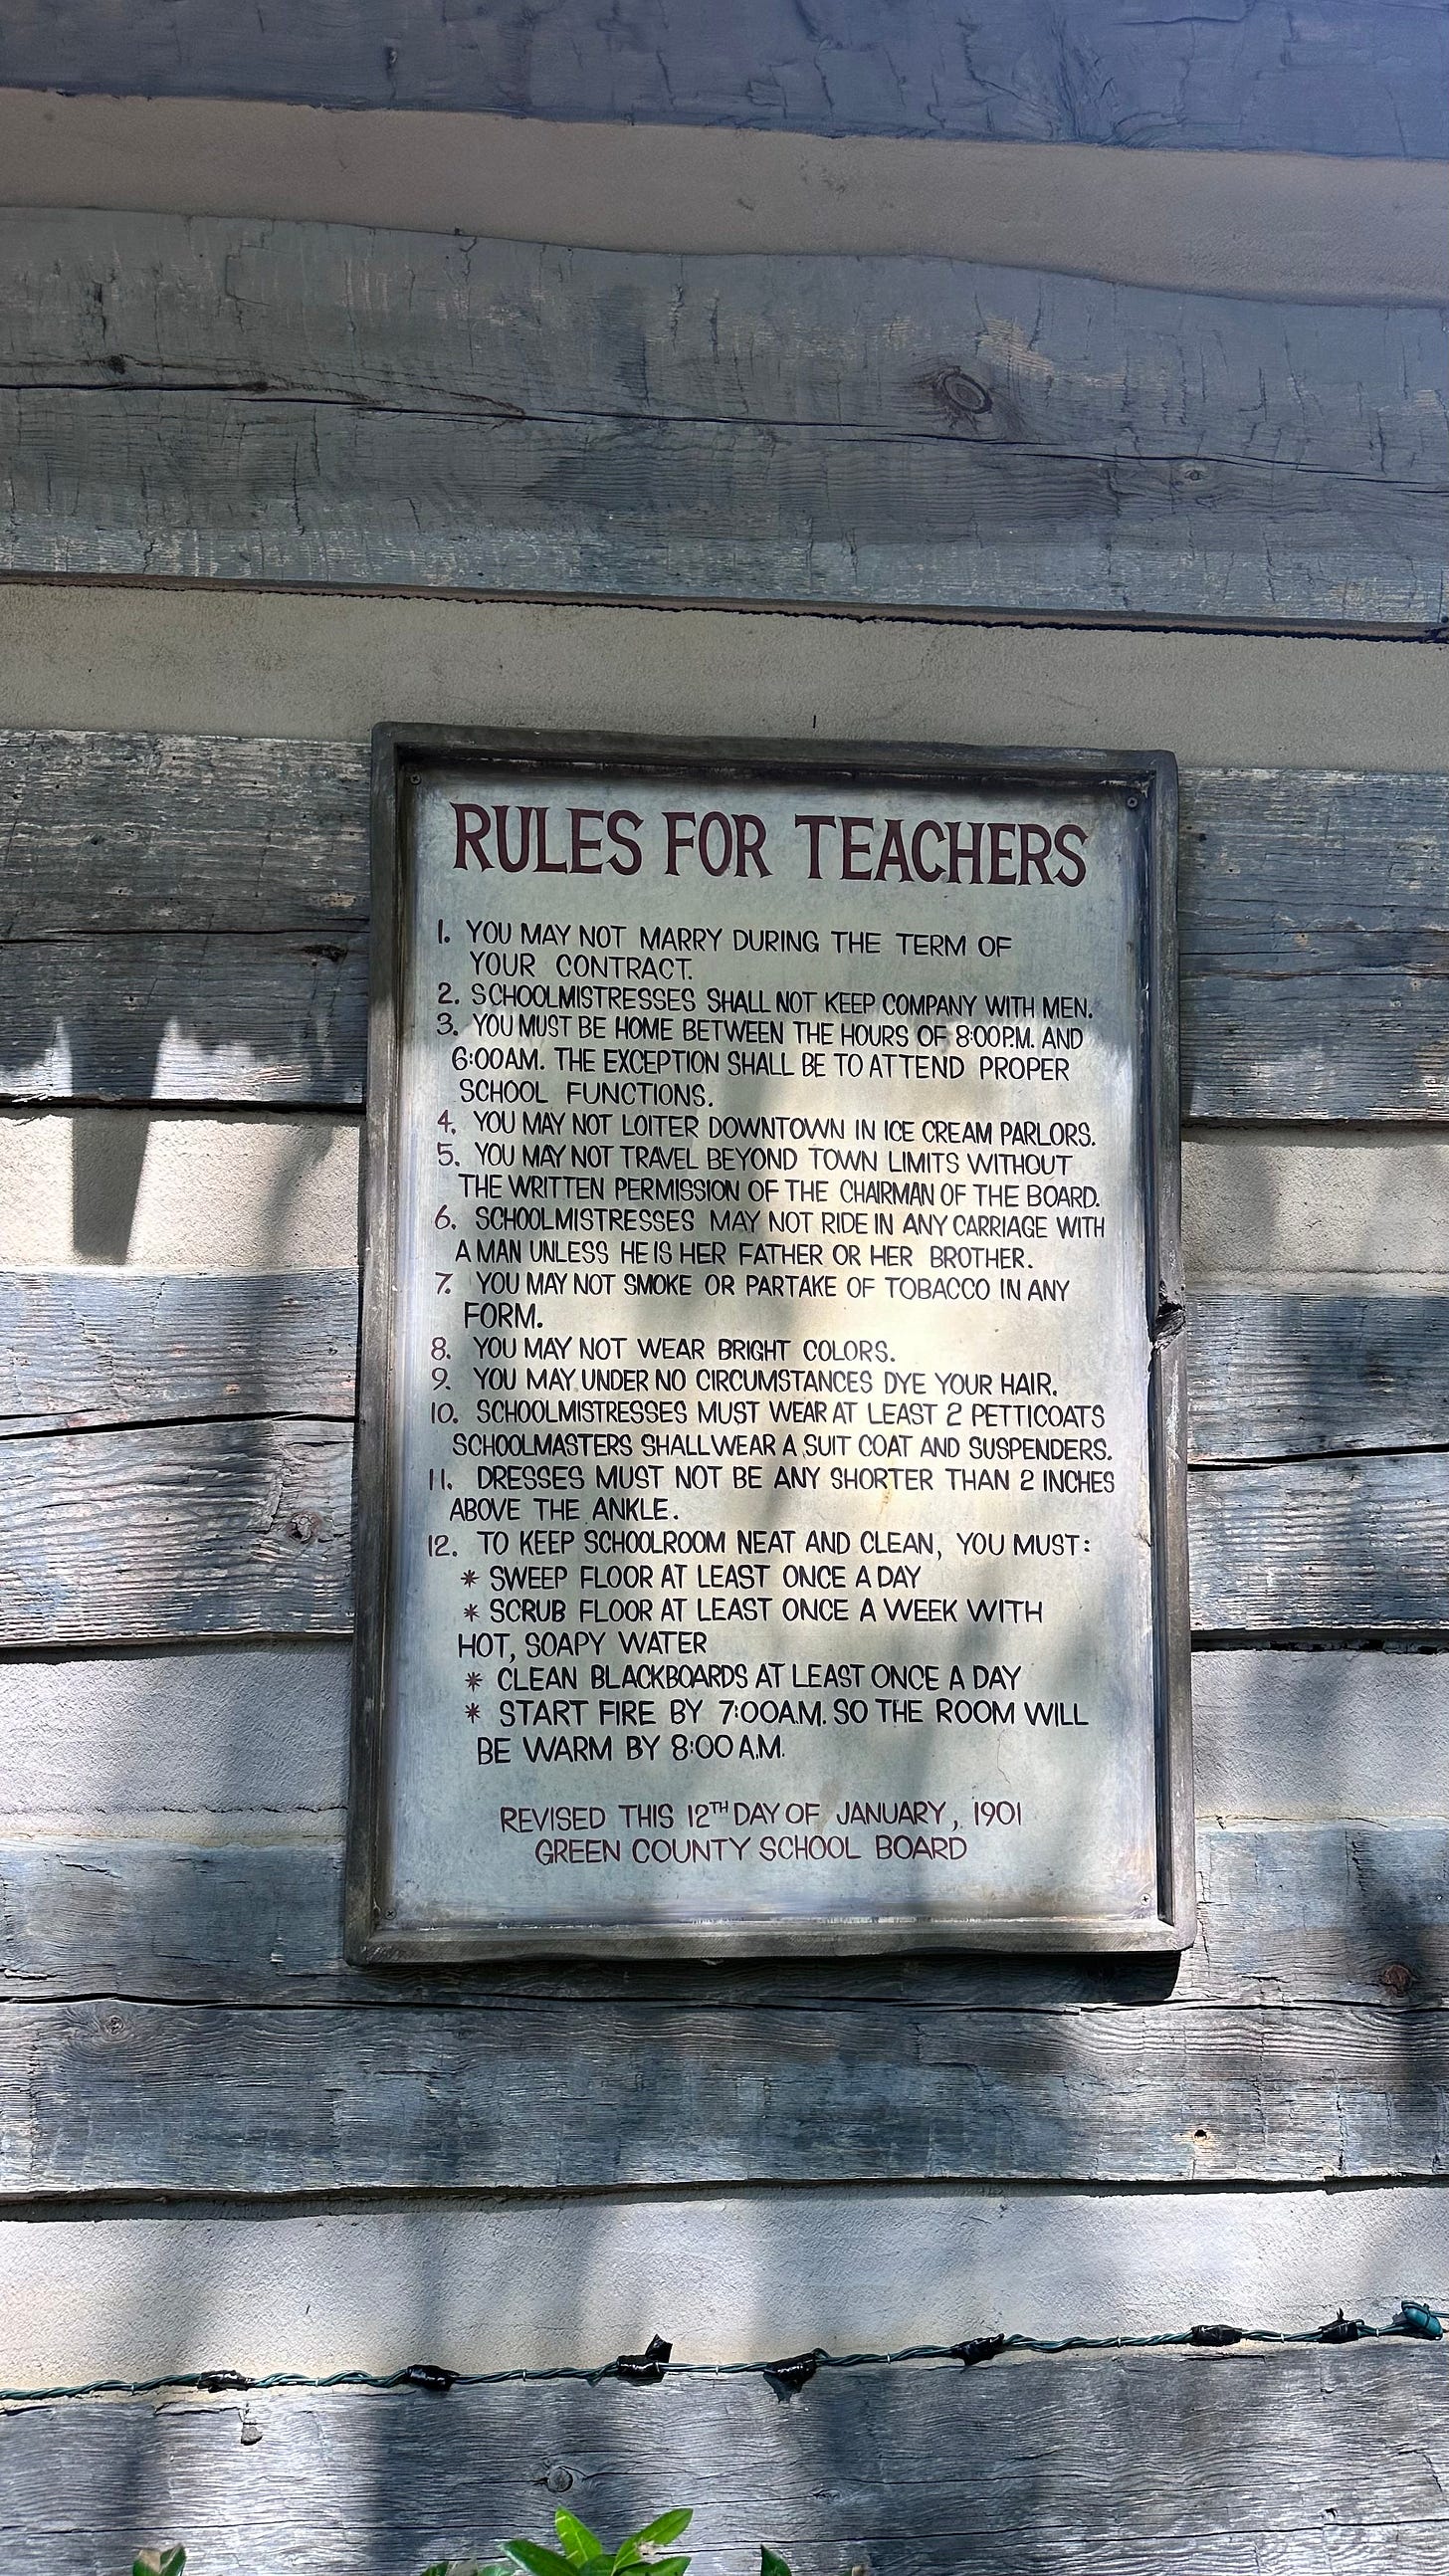 RULES FOR TEACHERS
1. YOU MAY NOT MARRY DURING THE TERM OF
YOUR CONTRACT.
2. SCHOOLMISTRESSES SHALL NOT KEEP COMPANY WITH MEN.
3. YOU MUST BE HOME BETWEEN THE HOURS OF 8:00P.M. AND
6:00AM. THE EXCEPTION SHALL BE TO ATTEND PROPER
SCHOOL FUNCTIONS.
4. YOU MAY NOT LOITER DOWNTOWN IN ICE CREAM PARLORS.
5. YOU MAY NOT TRAVEL BEYOND TOWN LIMITS WITHOUT
THE WRITTEN PERMISSION OF THE CHAIRMAN OF THE BOARD.
6. SCHOOLMISTRESSES MAY NOT RIDE IN ANY CARRIAGE WITH
A MAN UNLESS HE IS HER FATHER OR HER BROTHER.
7. YOU MAY NOT SMOKE OR PARTAKE OF TOBACCO IN ANY
FORM.
8. YOU MAY NOT WEAR BRIGHT COLORS.
9. YOU MAY UNDER NO CIRCUMSTANCES DYE YOUR HAIR.
10. SCHOOLMISTRESSES MUST WEAR AT LEAST 2 PETTICOATS
SCHOOLMASTERS SHALL WEAR A SUIT COAT AND SUSPENDERS.
11. DRESSES MUST NOT BE ANY SHORTER THAN 2 INCHES
ABOVE THE ANKLE.
12. TO KEEP SCHOOLROOM NEAT AND CLEAN, YOU MUST:
* SWEEP FLOOR AT LEAST ONCE A DAY
* SCRUB FLOOR AT LEAST ONCE A WEEK WITH
HOT, SOAPY WATER
* CLEAN BLACKBOARDS AT LEAST ONCE A DAY
* START FIRE BY 7:00A.M. SO THE ROOM WILL
BE WARM BY 8:00 A.M.
REVISED THIS 12TH DAY OF JANUARY, 1901
GREEN COUNTY SCHOOL BOARD